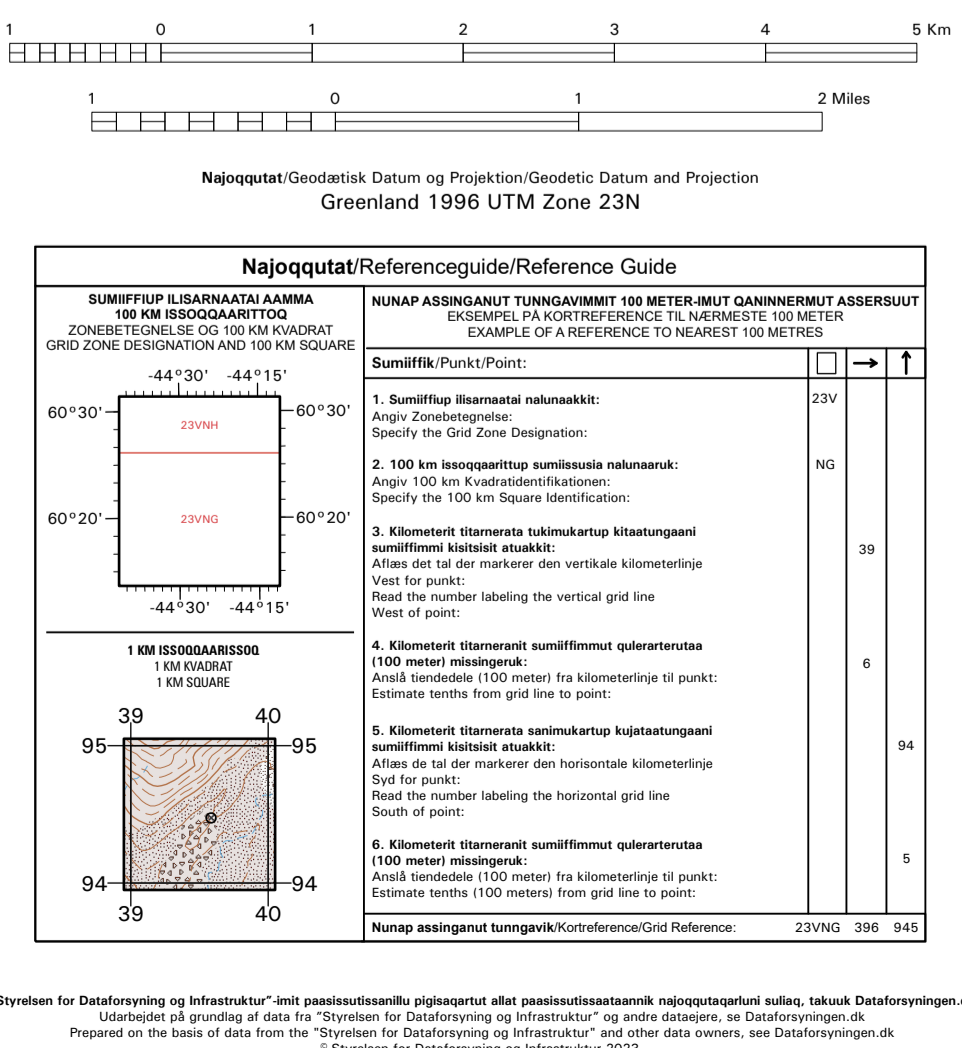 1 0 1 2 3 4 5 Km
1 0 1 2 Miles
Najoqqutat/Geodætisk Datum og Projektion/Geodetic Datum and Projection
Greenland 1996 UTM Zone 23N
Najoqqutat/Referenceguide/Reference Guide
SUMIIFFIUP ILISARNAATAI AAMMA
100 KM ISSOQQAARITTOQ
ZONEBETEGNELSE OG 100 KM KVADRAT
GRID ZONE DESIGNATION AND 100 KM SQUARE
-44°30' -44°15'
60°30' 60°30'
23VNH
60°20' 23VNG 60°20'
-44°30' -44°15'
1 KM ISSOQQAARISSOQ
1 KM KVADRAT
1 KM SQUARE
39 40
95 95
94 94
39 40
NUNAP ASSINGANUT TUNNGAVIMMIT 100 METER-IMUT QANINNERMUT ASSERSUUT
EKSEMPEL PÅ KORTREFERENCE TIL NÆRMESTE 100 METER
EXAMPLE OF A REFERENCE TO NEAREST 100 METRES
Sumiiffik/Punkt/Point: → ↑
1. Sumiiffiup ilisarnaatai nalunaakkit: 23V
Angiv Zonebetegnelse:
Specify the Grid Zone Designation:
2. 100 km issoqqaarittup sumiissusia nalunaaruk: NG
Angiv 100 km Kvadratidentifikationen:
Specify the 100 km Square Identification:
3. Kilometerit titarnerata tukimukartup kitaatungaani
sumiiffimmi kisitsisit atuakkit: 39
Aflæs det tal der markerer den vertikale kilometerlinje
Vest for punkt:
Read the number labeling the vertical grid line
West of point:
4. Kilometerit titarneranit sumiiffimmut qulerarterutaa
(100 meter) missingeruk: 6
Anslå tiendedele (100 meter) fra kilometerlinje til punkt:
Estimate tenths from grid line to point:
5. Kilometerit titarnerata sanimukartup kujataatungaani
sumiiffimmi kisitsisit atuakkit: 94
Aflæs de tal der markerer den horisontale kilometerlinje
Syd for punkt:
Read the number labeling the horizontal grid line
South of point:
6. Kilometerit titarneranit sumiiffimmut qulerarterutaa
(100 meter) missingeruk: 5
Anslå tiendedele (100 meter) fra kilometerlinje til punkt:
Estimate tenths (100 meters) from grid line to point:
Nunap assinganut tunngavik/Kortreference/Grid Reference: 23VNG 396 945
Styrelsen for Dataforsyning og Infrastruktur"-imit paasissutissanillu pigisaqartut allat paasissutissaataannik najoqqutaqarluni suliaq, takuuk Dataforsyningen.
Udarbejdet på grundlag af data fra "Styrelsen for Dataforsyning og Infrastruktur" og andre dataejere, se Dataforsyningen.dk
Prepared on the basis of data from the "Styrelsen for Dataforsyning og Infrastruktur" and other data owners, see Dataforsyningen.dk